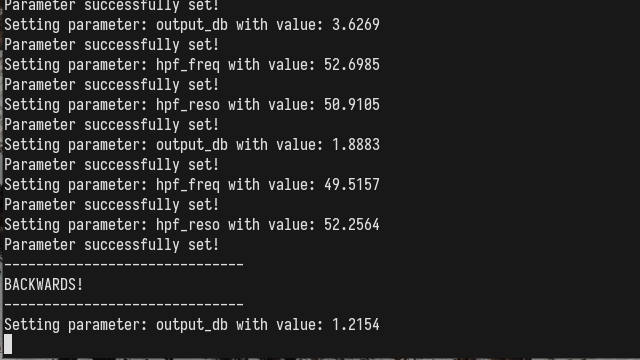 Parameter successfully set!
Setting parameter: output_db with value: 3.6269
Parameter successfully set!
Setting parameter: hpf_freq with value: 52.6985
Parameter successfully set!
Setting parameter: hpf_reso with value: 50.9105
Parameter successfully set!
Setting parameter: output_db with value: 1.8883
Parameter successfully set!
Setting parameter: hpf_freq with value: 49.5157
Parameter successfully set!
Setting parameter: hpf_reso with value: 52.2564
Parameter successfully set!
------------------------------
BACKWARDS!
------------------------------
Setting parameter: output_db with value: 1.2154